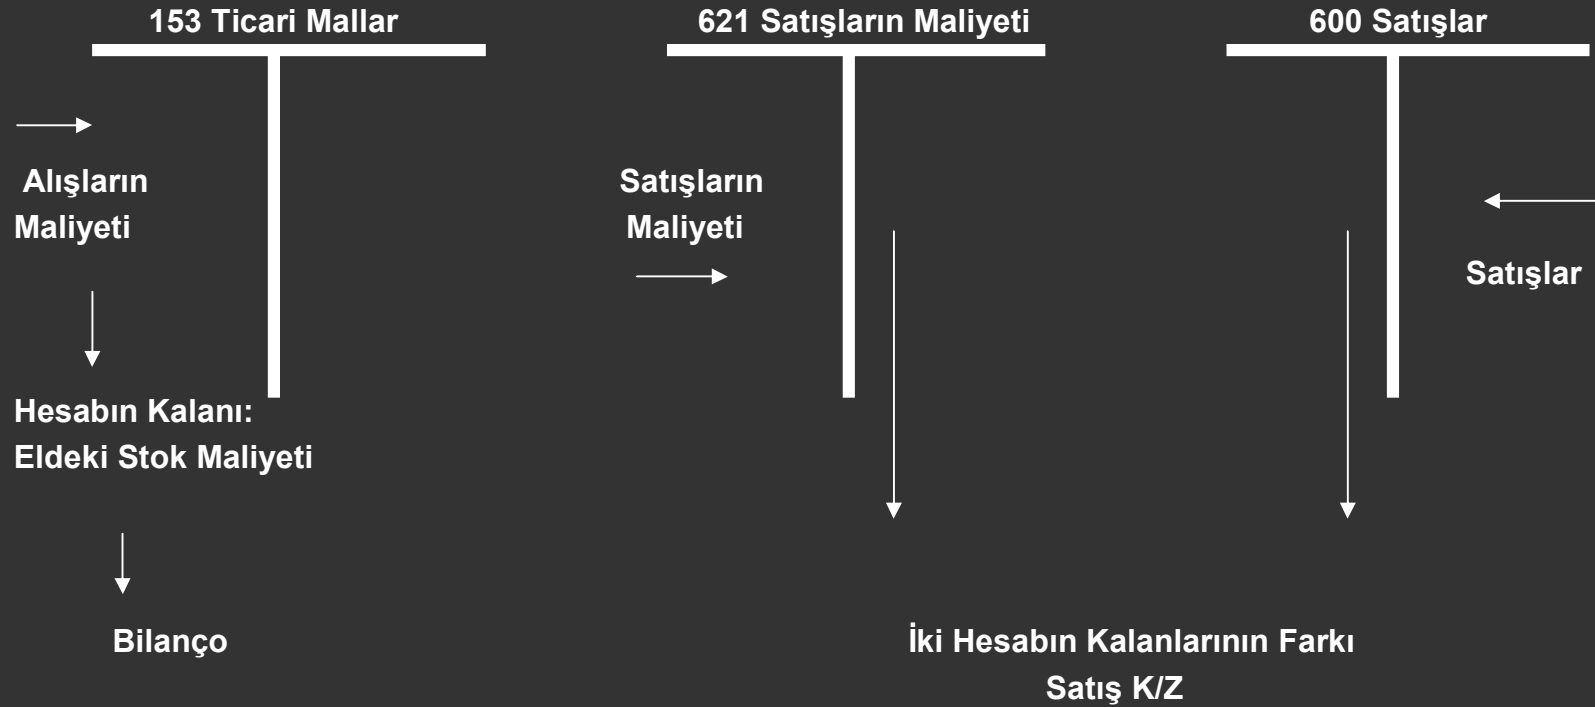 153 Ticari Mallar
621 Satışların Maliyeti
600 Satışlar
Alışların
Maliyeti
Satışların
Maliyeti
Satışlar
Hesabın Kalanı:
Eldeki Stok Maliyeti
Bilanço
İki Hesabın Kalanlarının Farkı
Satış K/Z